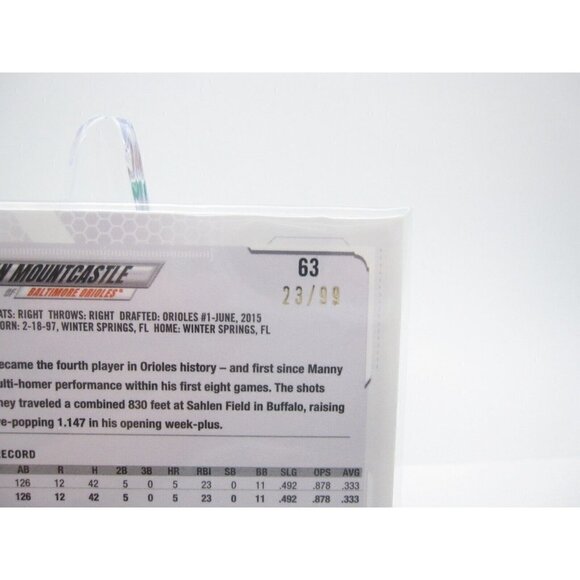 63
23/99
N MOUNTCASTLE
OF BALTIMORE ORIOLES®
ATS: RIGHT THROWS: RIGHT DRAFTED: ORIOLES #1-JUNE, 2015
ORN: 2-18-97, WINTER SPRINGS, FL HOME: WINTER SPRINGS, FL
ecame the fourth player in Orioles history – and first since Manny
ulti-homer performance within his first eight games. The shots
hey traveled a combined 830 feet at Sahlen Field in Buffalo, raising
e-popping 1.147 in his opening week-plus.
RECORD
AB R H 2B 3B HR RBI SB BB SLG OPS AVG
126 12 42 5 0 5 23 0 11 .492 .878 .333
126 12 42 5 0 5 23 0 11 .492 .878 .333